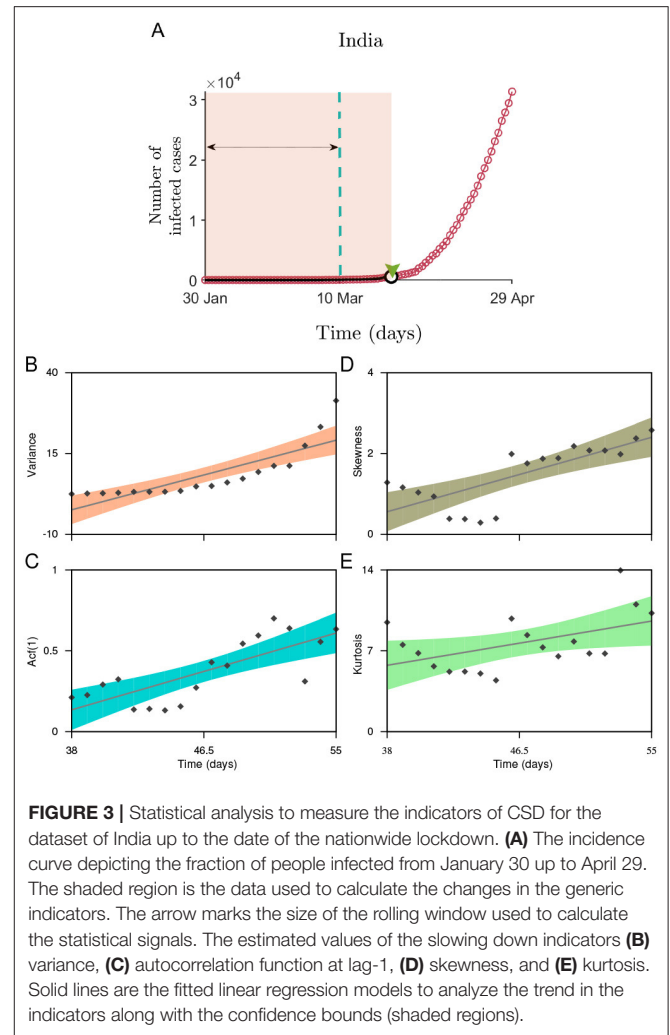 A
India
×10⁴
3
2
1
0
Number of
infected cases
30 Jan
10 Mar
29 Apr
Time (days)
B
40
15
-10
Variance
D
4
2
0
Skewness
C
1
0.5
0
Acf(1)
38
46.5
55
Time (days)
E
14
7
0
Kurtosis
38
46.5
55
Time (days)
FIGURE 3 | Statistical analysis to measure the indicators of CSD for the
dataset of India up to the date of the nationwide lockdown. (A) The incidence
curve depicting the fraction of people infected from January 30 up to April 29.
The shaded region is the data used to calculate the changes in the generic
indicators. The arrow marks the size of the rolling window used to calculate
the statistical signals. The estimated values of the slowing down indicators (B)
variance, (C) autocorrelation function at lag-1, (D) skewness, and (E) kurtosis.
Solid lines are the fitted linear regression models to analyze the trend in the
indicators along with the confidence bounds (shaded regions).